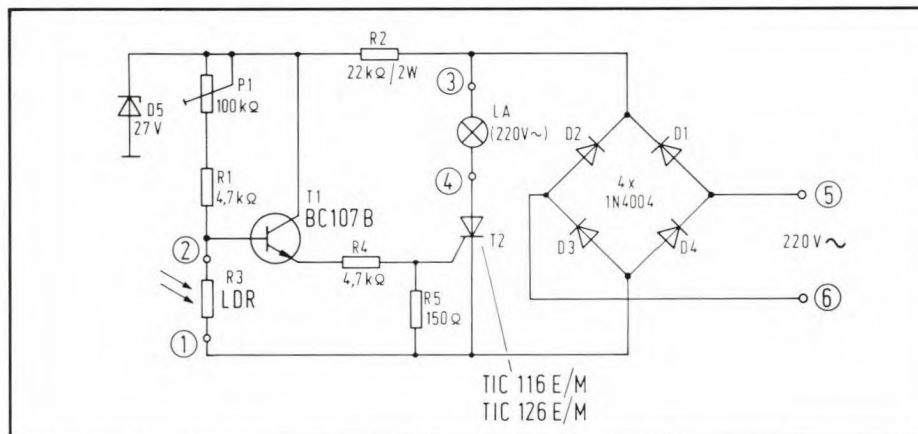 R2
22kΩ/2W
P1
100kΩ
D5
27V
3
LA
(220V~)
D2
D1
R1
4,7kΩ
4
4x
1N4004
5
T1
BC107B
T2
220V~
2
R4
4,7kΩ
D3
D4
R3
LDR
R5
150Ω
6
1
TIC 116 E/M
TIC 126 E/M